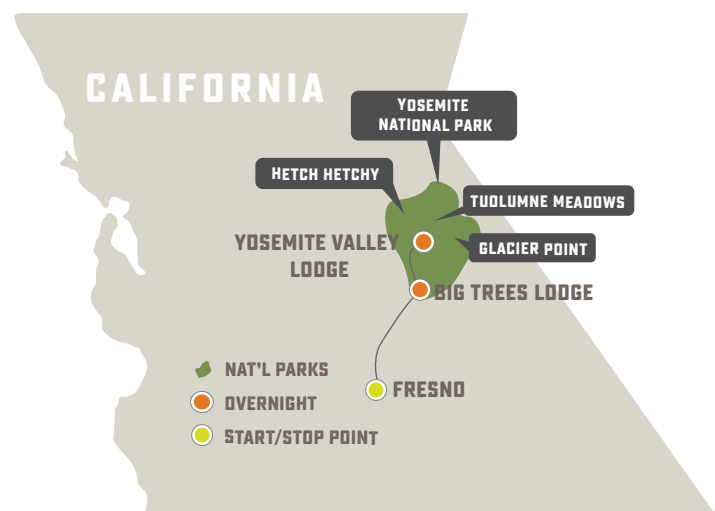 CALIFORNIA
YOSEMITE
NATIONAL PARK
HETCH HETCHY
TUOLUMNE MEADOWS
YOSEMITE VALLEY
LODGE
GLACIER POINT
BIG TREES LODGE
FRESNO
NAT'L PARKS
OVERNIGHT
START/STOP POINT